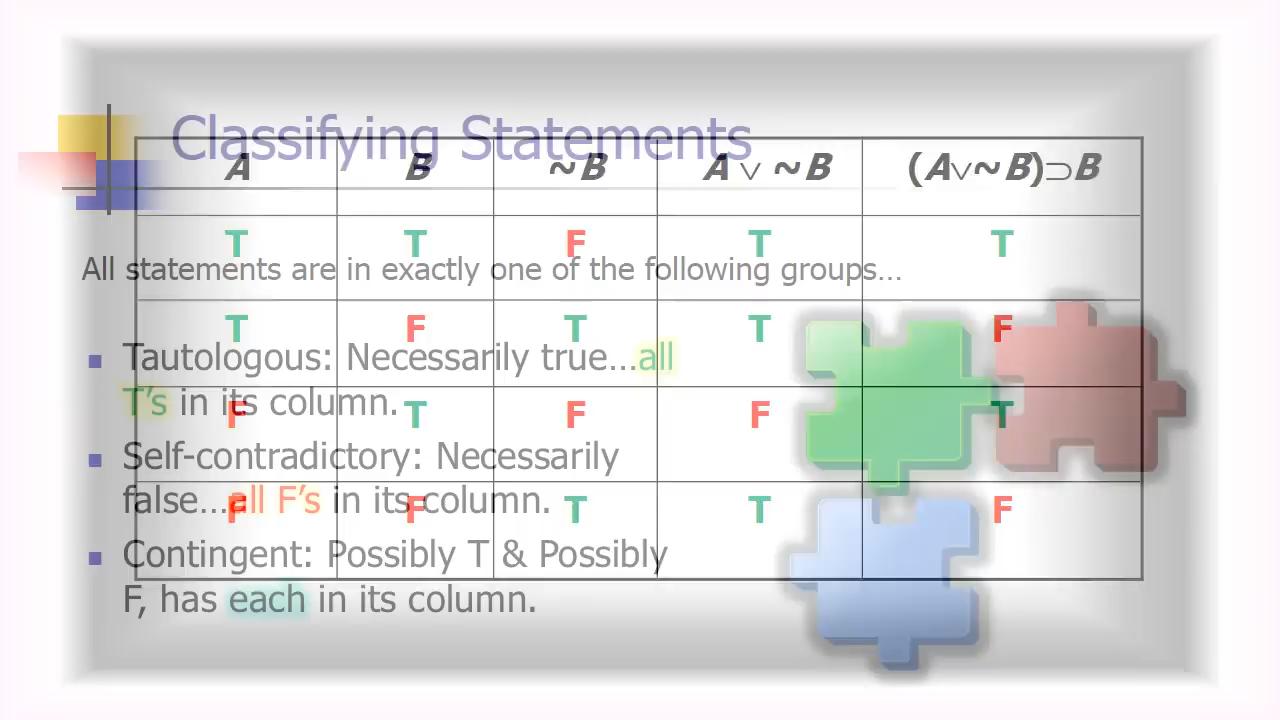 Classifying Statements
All statements are in exactly one of the following groups…
Tautologous: Necessarily true…all
T’s in its column.
Self-contradictory: Necessarily
false…all F’s in its column.
Contingent: Possibly T & Possibly
F, has each in its column.
A B ~B A ∨ ~B (A∨~B)⊃B
T T F T T
T F T T F
F T F F T
F F T T F